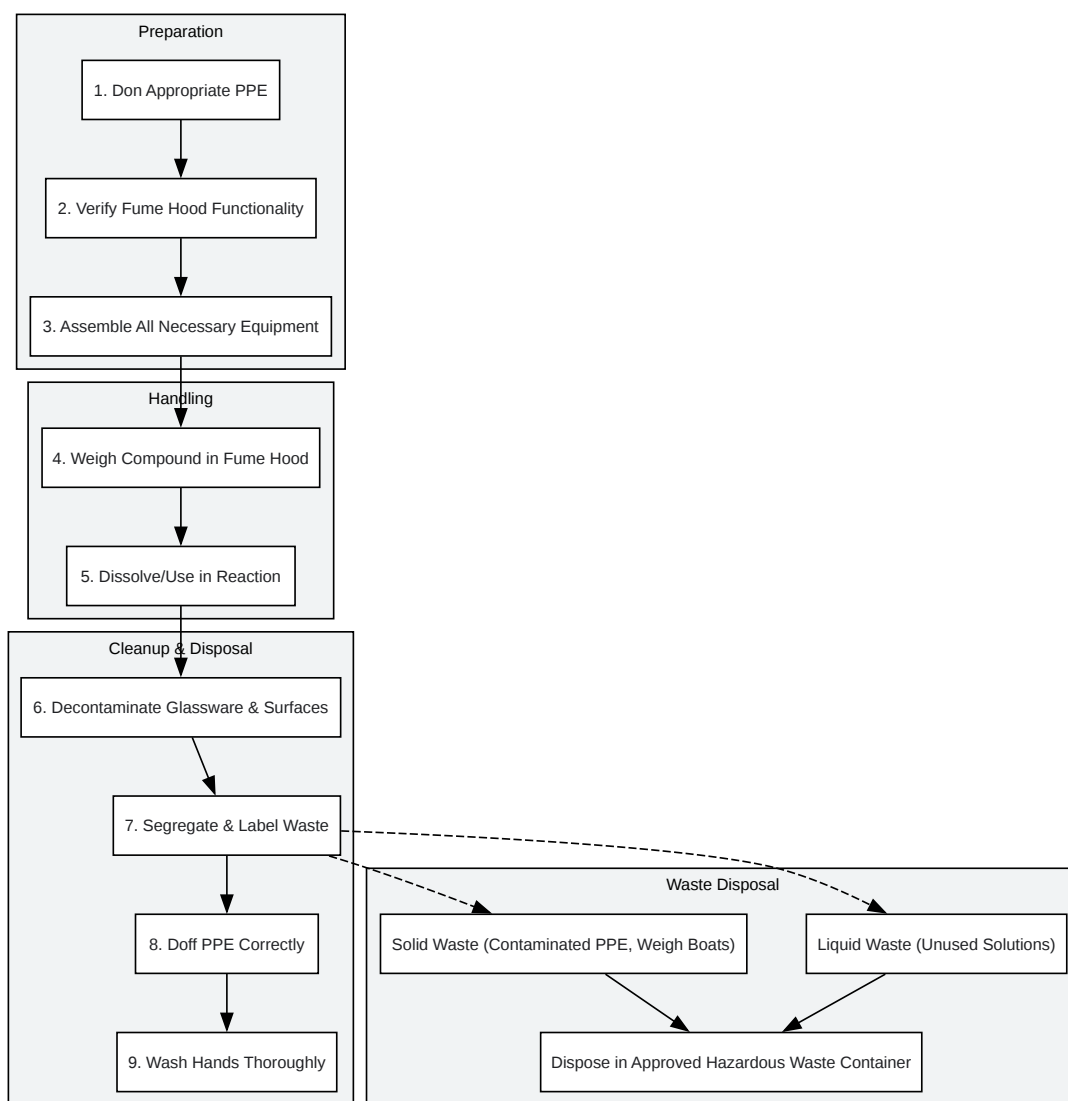 Preparation
1. Don Appropriate PPE
2. Verify Fume Hood Functionality
3. Assemble All Necessary Equipment
Handling
4. Weigh Compound in Fume Hood
5. Dissolve/Use in Reaction
Cleanup & Disposal
6. Decontaminate Glassware & Surfaces
7. Segregate & Label Waste
8. Doff PPE Correctly
9. Wash Hands Thoroughly
Waste Disposal
Solid Waste (Contaminated PPE, Weigh Boats)
Liquid Waste (Unused Solutions)
Dispose in Approved Hazardous Waste Container